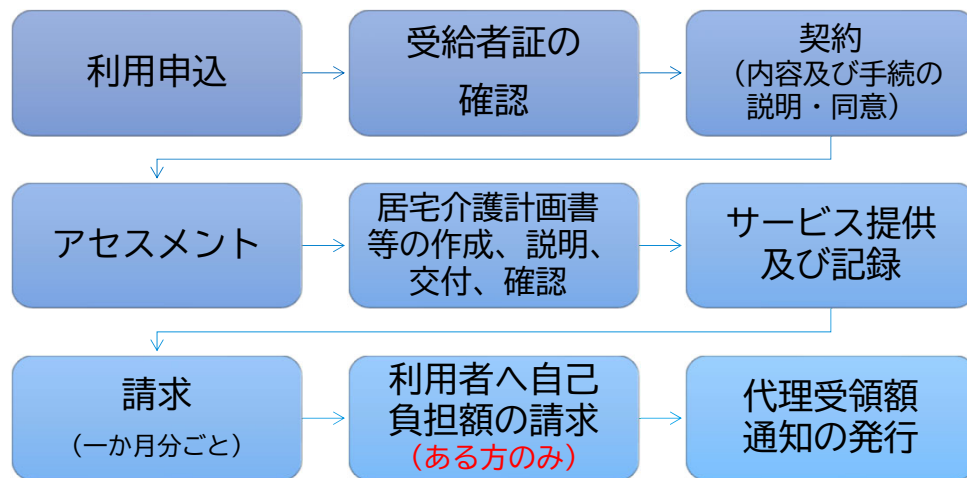 利用申込
受給者証の
確認
契約
（内容及び手続の
説明・同意）
アセスメント
居宅介護計画書
等の作成、説明、
交付、確認
サービス提供
及び記録
請求
（一か月分ごと）
利用者へ自己
負担額の請求
（ある方のみ）
代理受領額
通知の発行